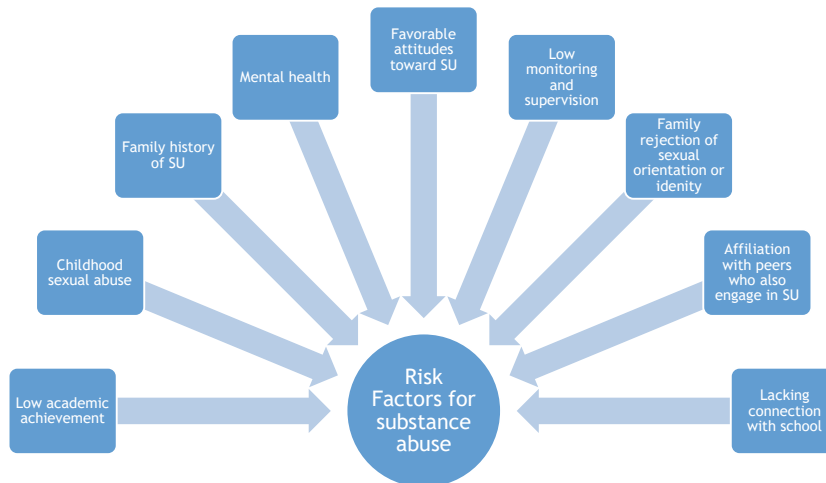 Favorable
attitudes
toward SU
Mental health
Low
monitoring
and
supervision
Family history
of SU
Family
rejection of
sexual
orientation or
idenity
Childhood
sexual abuse
Affiliation
with peers
who also
engage in SU
Low academic
achievement
Risk
Factors for
substance
abuse
Lacking
connection
with school